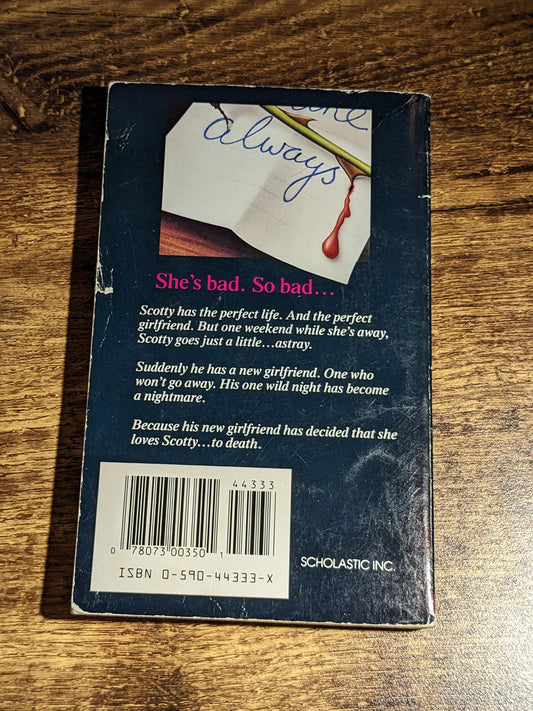 always
She's bad. So bad...
Scotty has the perfect life. And the perfect
girlfriend. But one weekend while she's away,
Scotty goes just a little...astray.
Suddenly he has a new girlfriend. One who
won't go away. His one wild night has become
a nightmare.
Because his new girlfriend has decided that she
loves Scotty...to death.
44333
0 78073 00350 1
ISBN 0-590-44333-X
SCHOLASTIC INC.